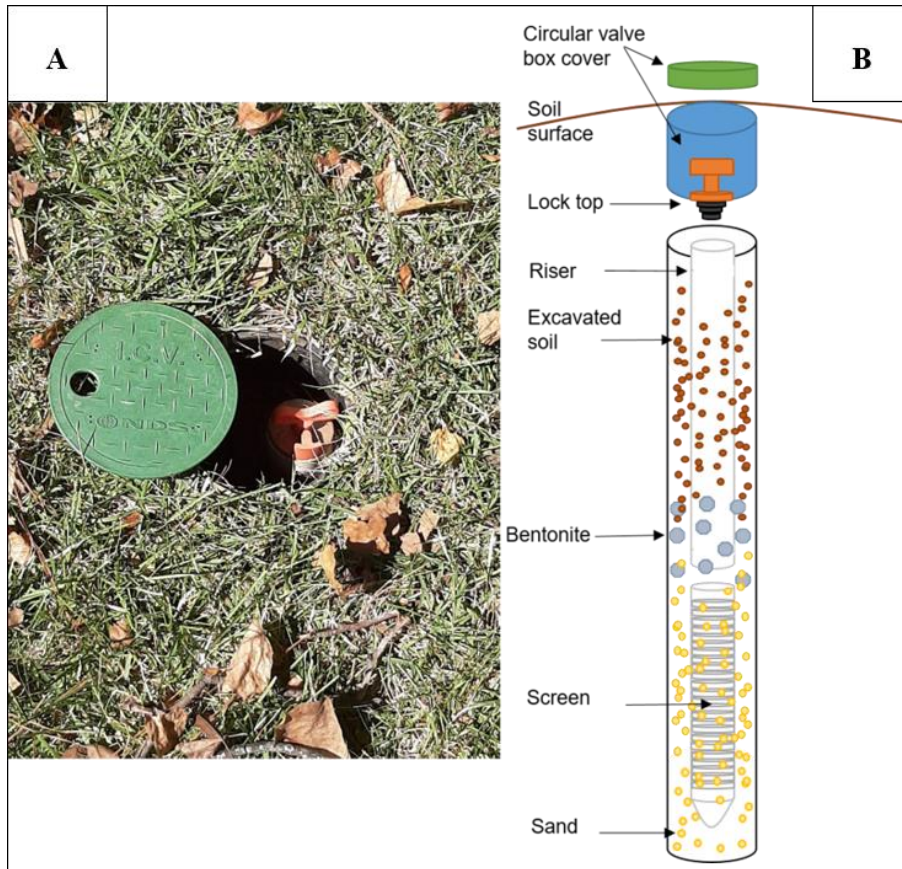 A
B
Circular valve
box cover
Soil
surface
Lock top
Riser
Excavated
soil
Bentonite
Screen
Sand
I.C.V.
NDS